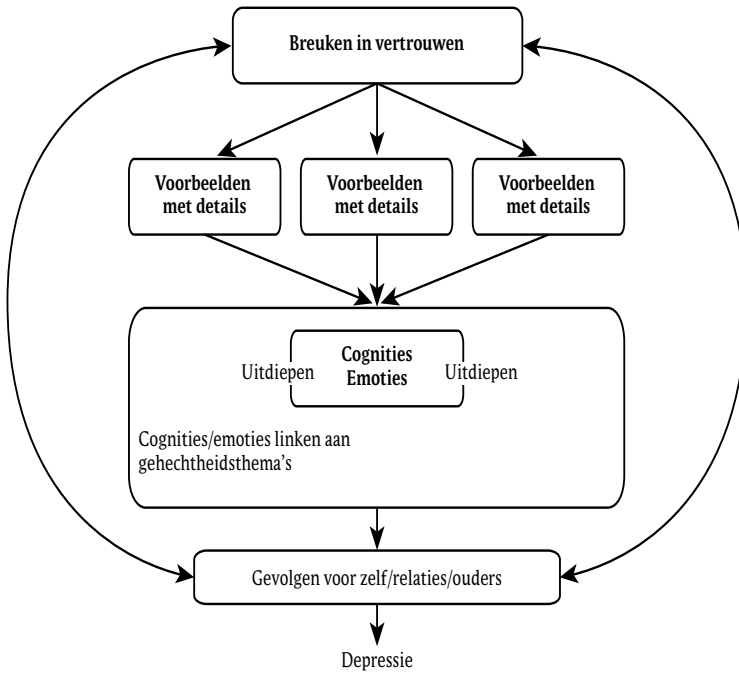 Breuken in vertrouwen
Voorbeelden
met details
Voorbeelden
met details
Voorbeelden
met details
Uitdiepen
Cognities
Emoties
Uitdiepen
Cognities/emoties linken aan
gehechtheidsthema's
Gevolgen voor zelf/relaties/ouders
Depressie